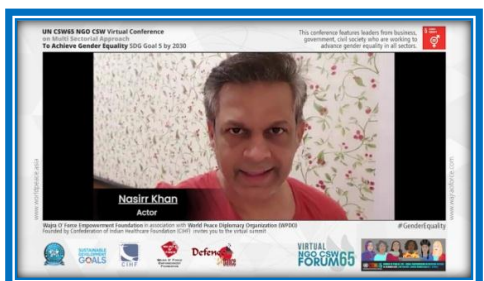 UN CSW65 NGO CSW Virtual Conference
on Multi Sectorial Approach
To Achieve Gender Equality SDG Goal 5 by 2030
This conference features leaders from business,
government, civil society who are working to
advance gender equality in all sectors.
www.worldpeace.asia
www.wajraoforce.com
Nasirr Khan
Actor
Wajra O' Force Empowerment Foundation in association with World Peace Diplomacy Organization (WPDO)
Founded by Confederation of Indian Healthcare Foundation (CIHF) invites you to the virtual summit
#GenderEquality
SUSTAINABLE
DEVELOPMENT
GOALS
CIHF
Defence
VIRTUAL
NGO CSW65
FORUM